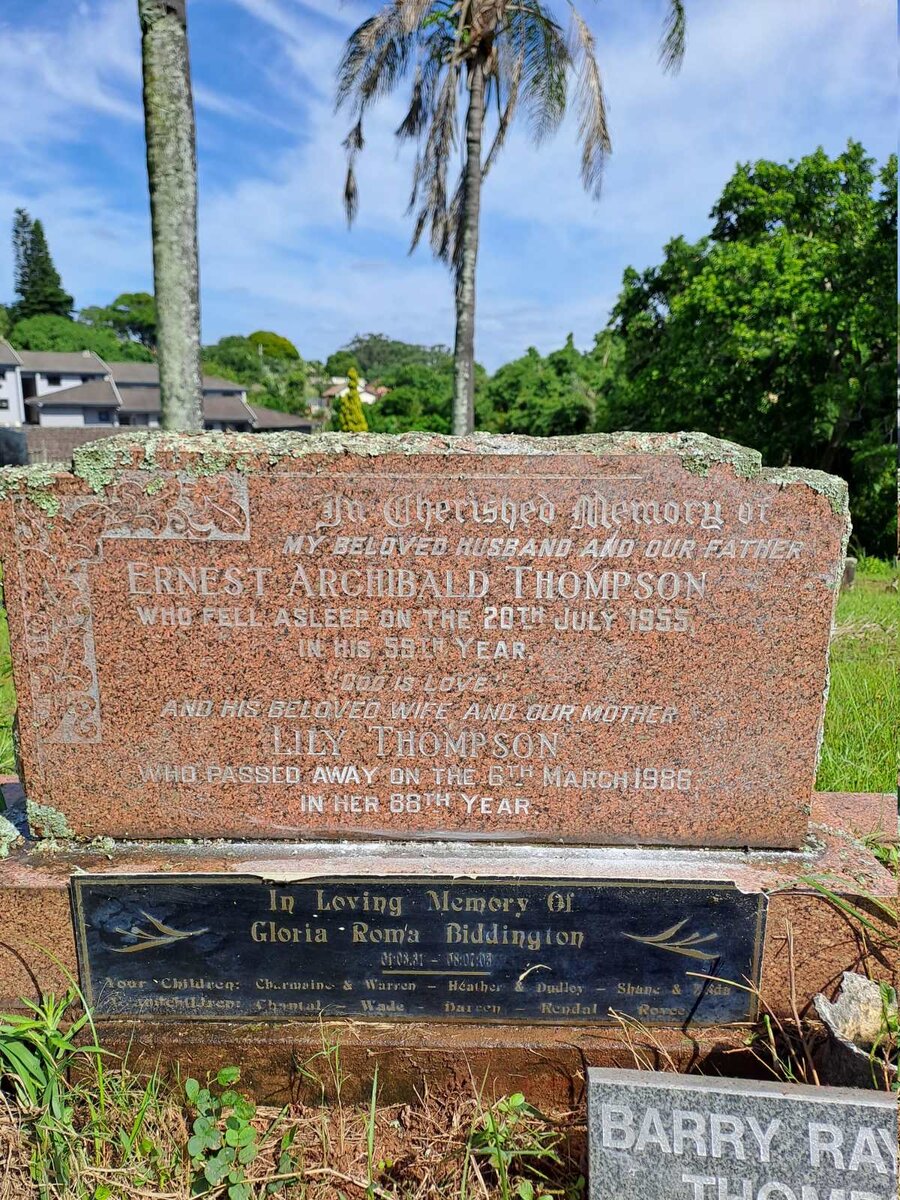 In Cherished Memory of
MY BELOVED HUSBAND AND OUR FATHER
ERNEST ARCHIBALD THOMPSON
WHO FELL ASLEEP ON THE 20TH JULY 1955
IN HIS 59TH YEAR
"GOD IS LOVE"
AND HIS BELOVED WIFE AND OUR MOTHER
LILY THOMPSON
WHO PASSED AWAY ON THE 6TH MARCH 1986
IN HER 88TH YEAR
In Loving Memory Of
Gloria Roma Biddington
Your Children: Charmaine & Warren - Heather & Dudley - Shane &
Chantal - Wade Darren - Rendal - Royce
BARRY RAY